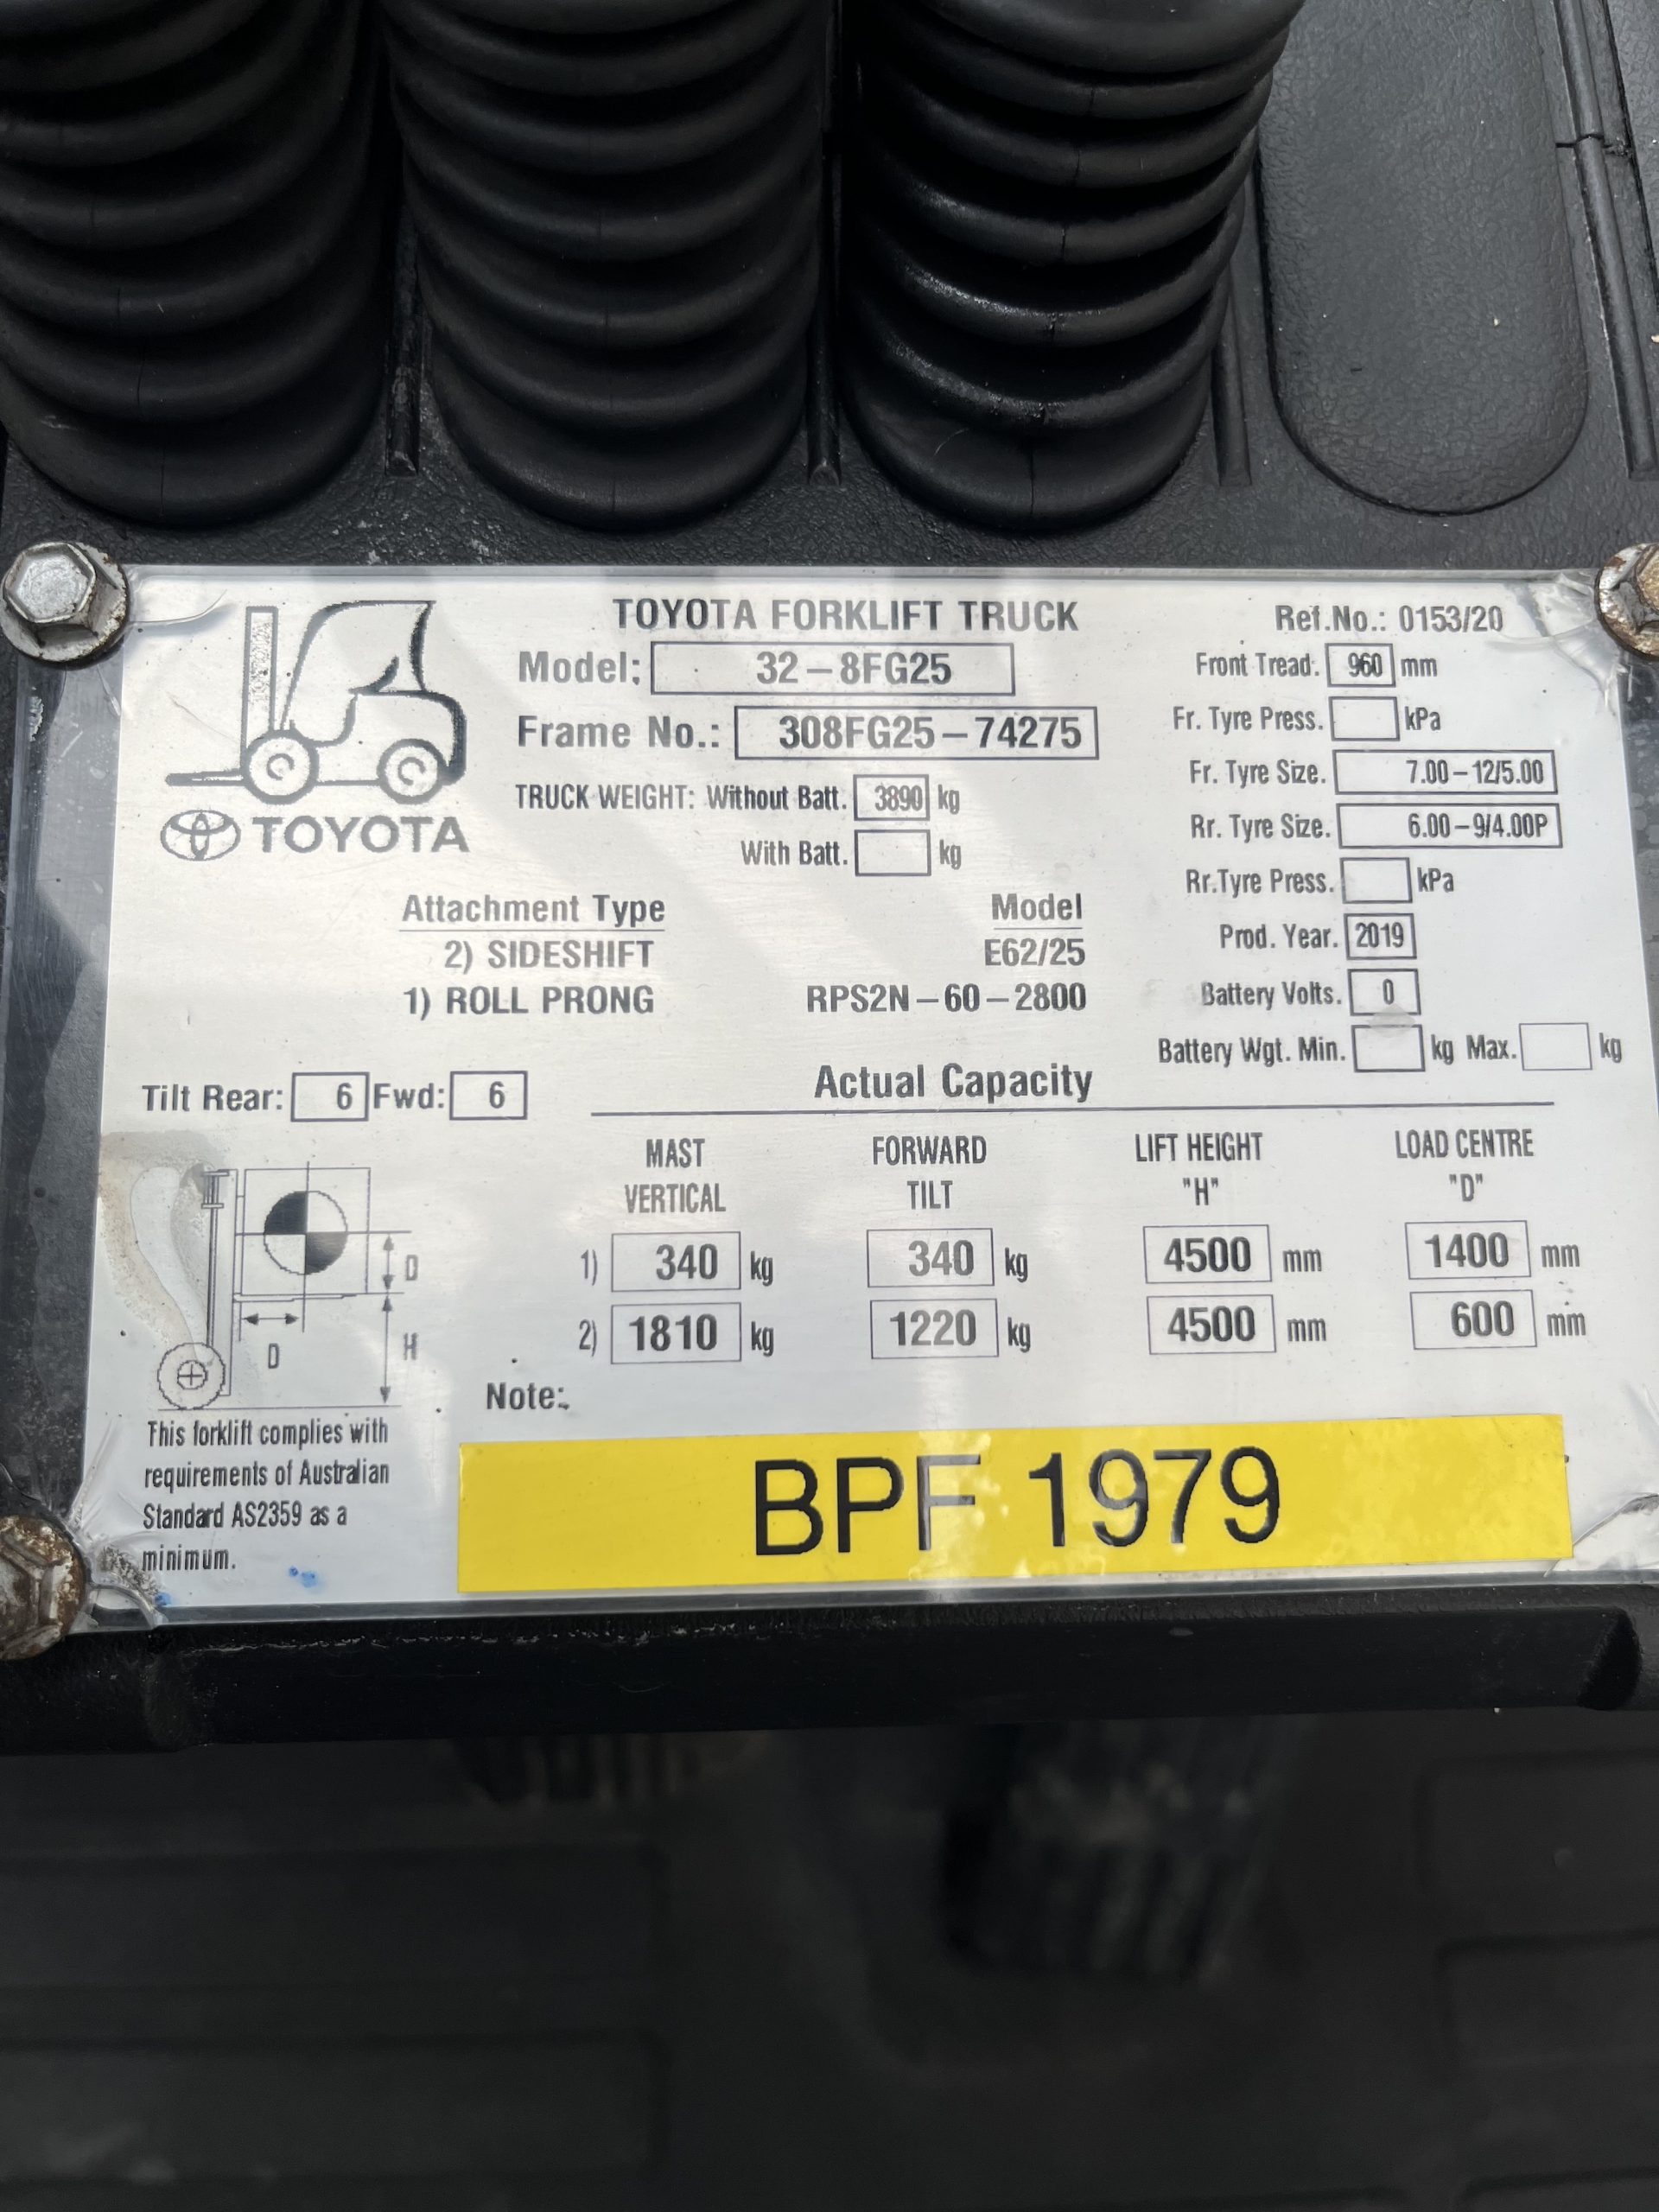 TOYOTA FORKLIFT TRUCK
Ref.No.: 0153/20
Model: 32-8FG25
Front Tread. 960 mm
Frame No.: 308FG25-74275
Fr. Tyre Press. kPa
TRUCK WEIGHT: Without Batt. 3890 kg
Fr. Tyre Size. 7.00-12/5.00
With Batt. kg
Rr. Tyre Size. 6.00-9/4.00P
TOYOTA
Rr.Tyre Press. kPa
Attachment Type Model
Prod. Year. 2019
2) SIDESHIFT E62/25
Battery Volts. 0
1) ROLL PRONG RPS2N-60-2800
Battery Wgt. Min. kg Max. kg
Tilt Rear: 6 Fwd: 6
Actual Capacity
MAST FORWARD LIFT HEIGHT LOAD CENTRE
VERTICAL TILT "H" "D"
1) 340 kg 340 kg 4500 mm 1400 mm
2) 1810 kg 1220 kg 4500 mm 600 mm
D
D
H
Note:
This forklift complies with
requirements of Australian
Standard AS2359 as a
minimum.
BPF 1979